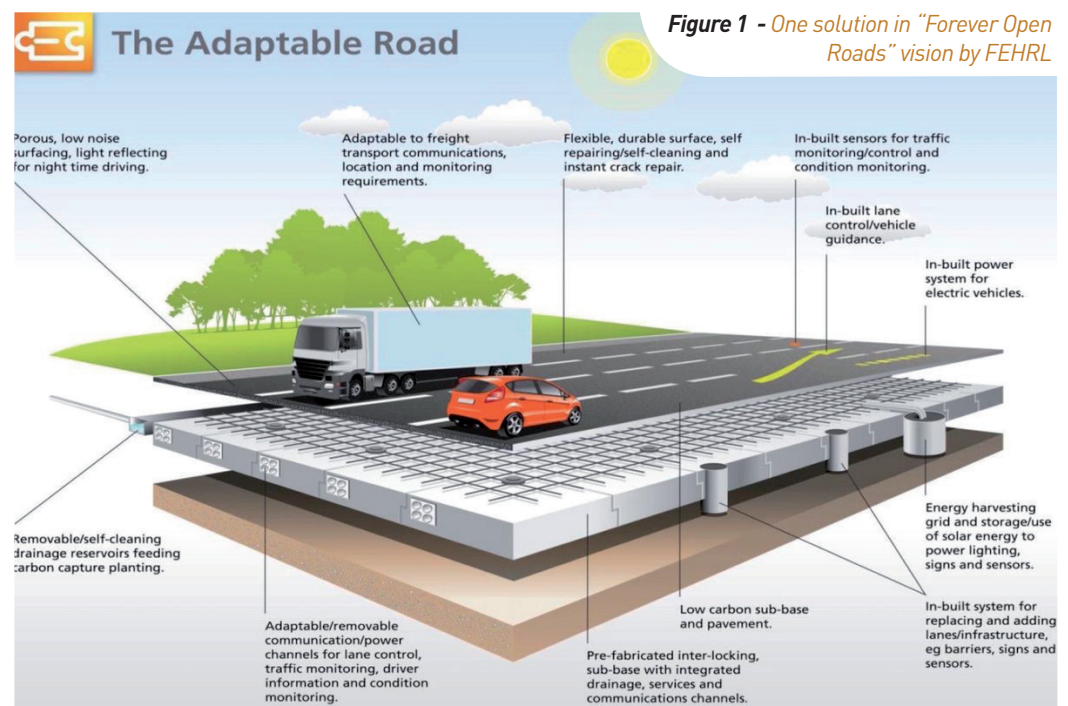 The Adaptable Road
Figure 1 - One solution in “Forever Open
Roads” vision by FEHRL
Porous, low noise
surfacing, light reflecting
for night time driving.
Adaptable to freight
transport communications,
location and monitoring
requirements.
Flexible, durable surface, self
repairing/self-cleaning and
instant crack repair.
In-built sensors for traffic
monitoring/control and
condition monitoring.
In-built lane
control/vehicle
guidance.
In-built power
system for
electric vehicles.
Removable/self-cleaning
drainage reservoirs feeding
carbon capture planting.
Adaptable/removable
communication/power
channels for lane control,
traffic monitoring, driver
information and condition
monitoring.
Pre-fabricated inter-locking,
sub-base with integrated
drainage, services and
communications channels.
Low carbon sub-base
and pavement.
Energy harvesting
grid and storage/use
of solar energy to
power lighting,
signs and sensors.
In-built system for
replacing and adding
lanes/infrastructure,
eg barriers, signs and
sensors.